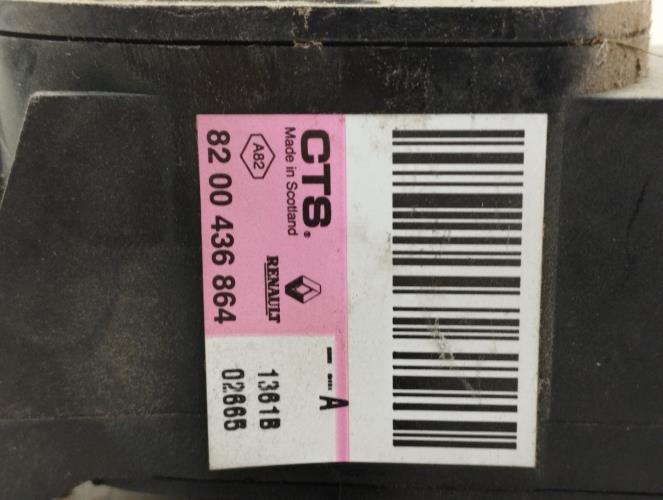 CTS®
Made in Scotland
A82
82 00 436 864
RENAULT
A
1361B
02665